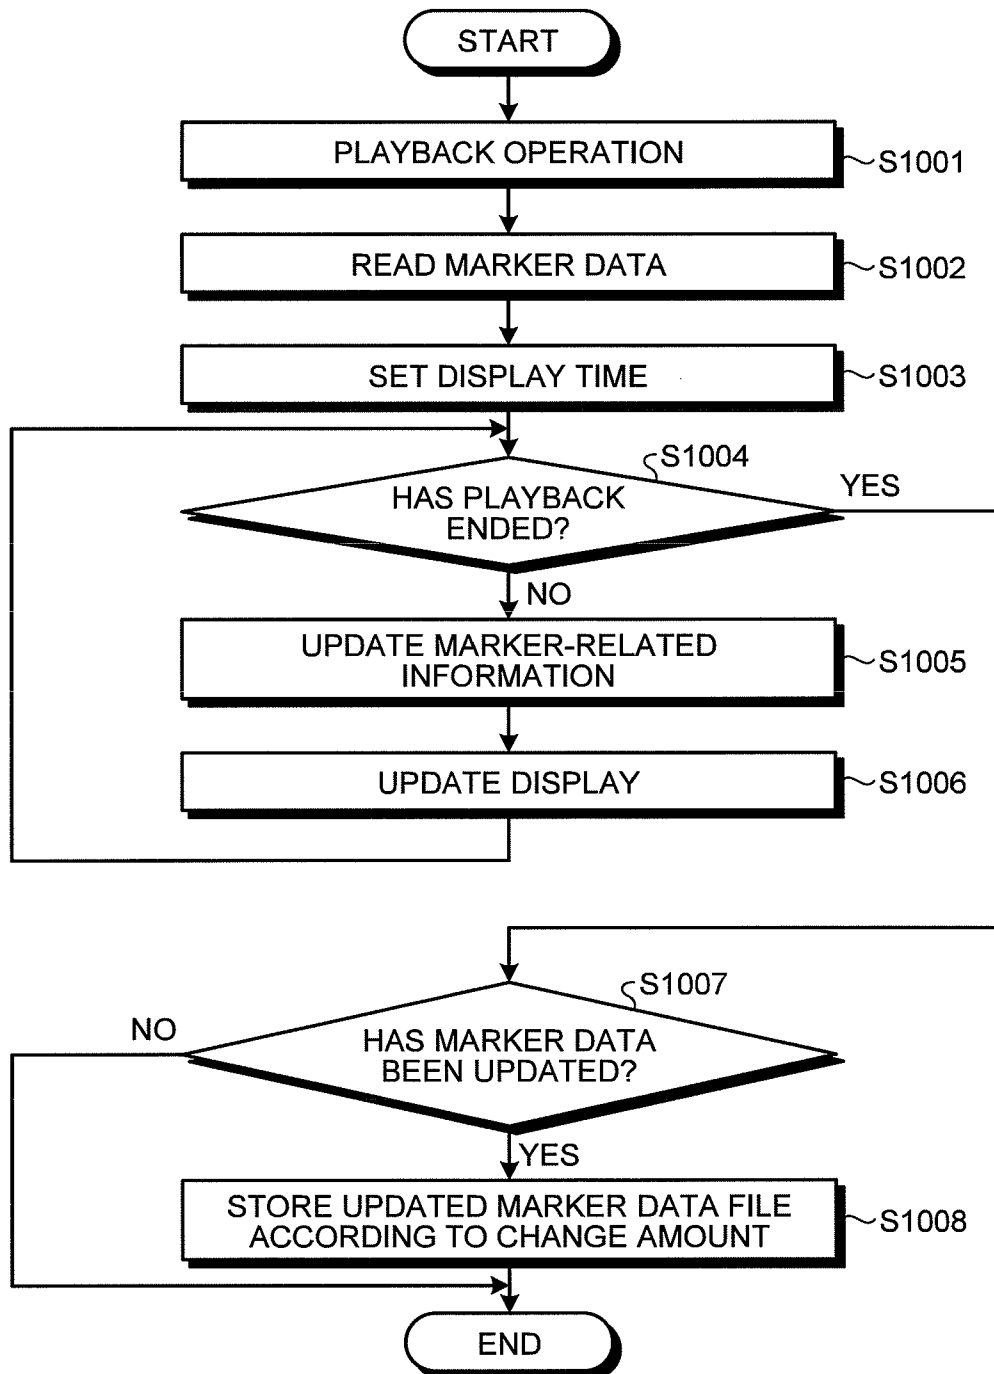 START
PLAYBACK OPERATION
S1001
READ MARKER DATA
S1002
SET DISPLAY TIME
S1003
S1004
HAS PLAYBACK
ENDED?
YES
NO
UPDATE MARKER-RELATED
INFORMATION
S1005
UPDATE DISPLAY
S1006
S1007
NO
HAS MARKER DATA
BEEN UPDATED?
YES
STORE UPDATED MARKER DATA FILE
ACCORDING TO CHANGE AMOUNT
S1008
END